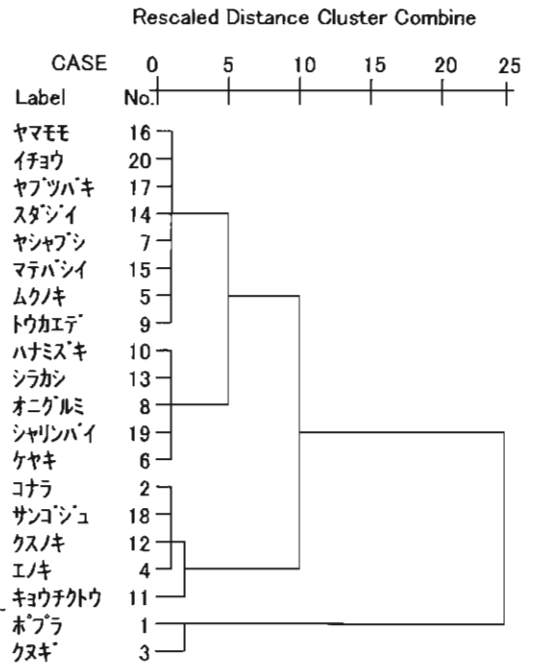 Rescaled Distance Cluster Combine
CASE 0 5 10 15 20 25
Label No.
ヤマモモ 16
イチョウ 20
ヤブツバキ 17
スダジイ 14
ヤシャブシ 7
マテバシイ 15
ムクノキ 5
トウカエデ 9
ハナミズキ 10
シラカシ 13
オニグルミ 8
シャリンバイ 19
ケヤキ 6
コナラ 2
サンゴジュ 18
クスノキ 12
エノキ 4
キョウチクトウ 11
ポプラ 1
クヌギ 3